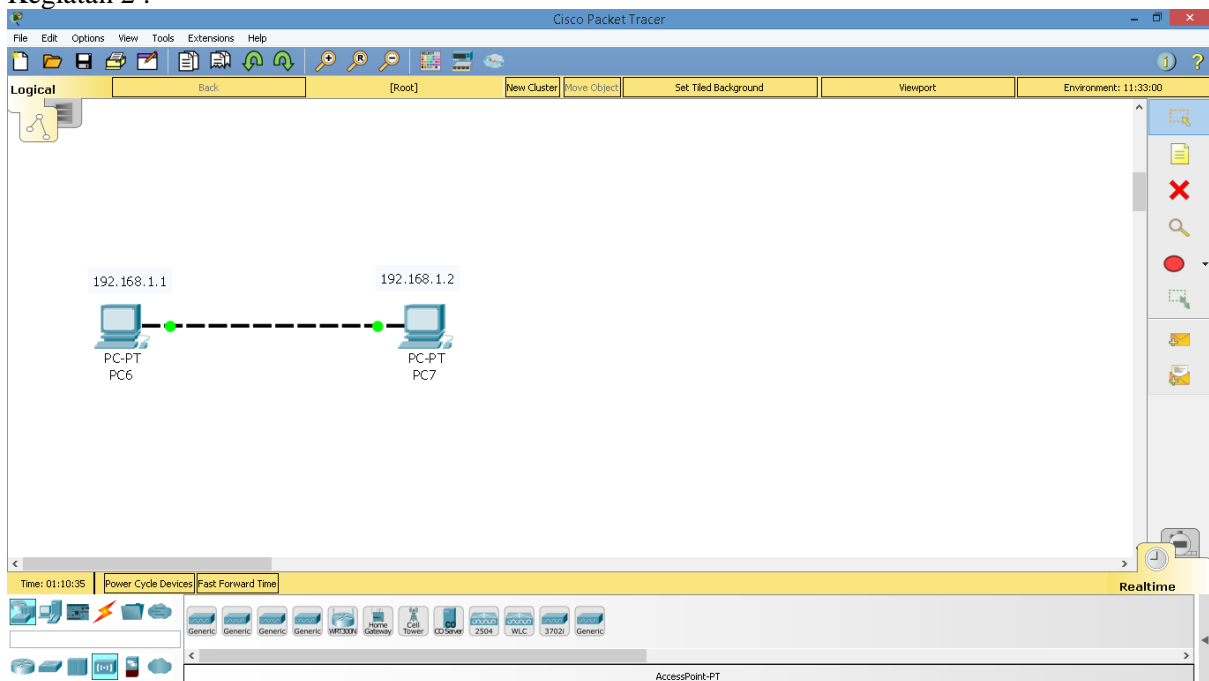 Kegiatan 2 :
Cisco Packet Tracer
File Edit Options View Tools Extensions Help
Logical Back [Root] New Cluster Move Object Set Tiled Background Viewport Environment: 11:33:00
192.168.1.1 192.168.1.2
PC-PT PC-PT
PC6 PC7
Time: 01:10:35 Power Cycle Devices Fast Forward Time Realtime
Generic Generic Generic Generic WRT300N Home Gateway Cell Tower CO Server 2504 WLC 3702i Generic
AccessPoint-PT